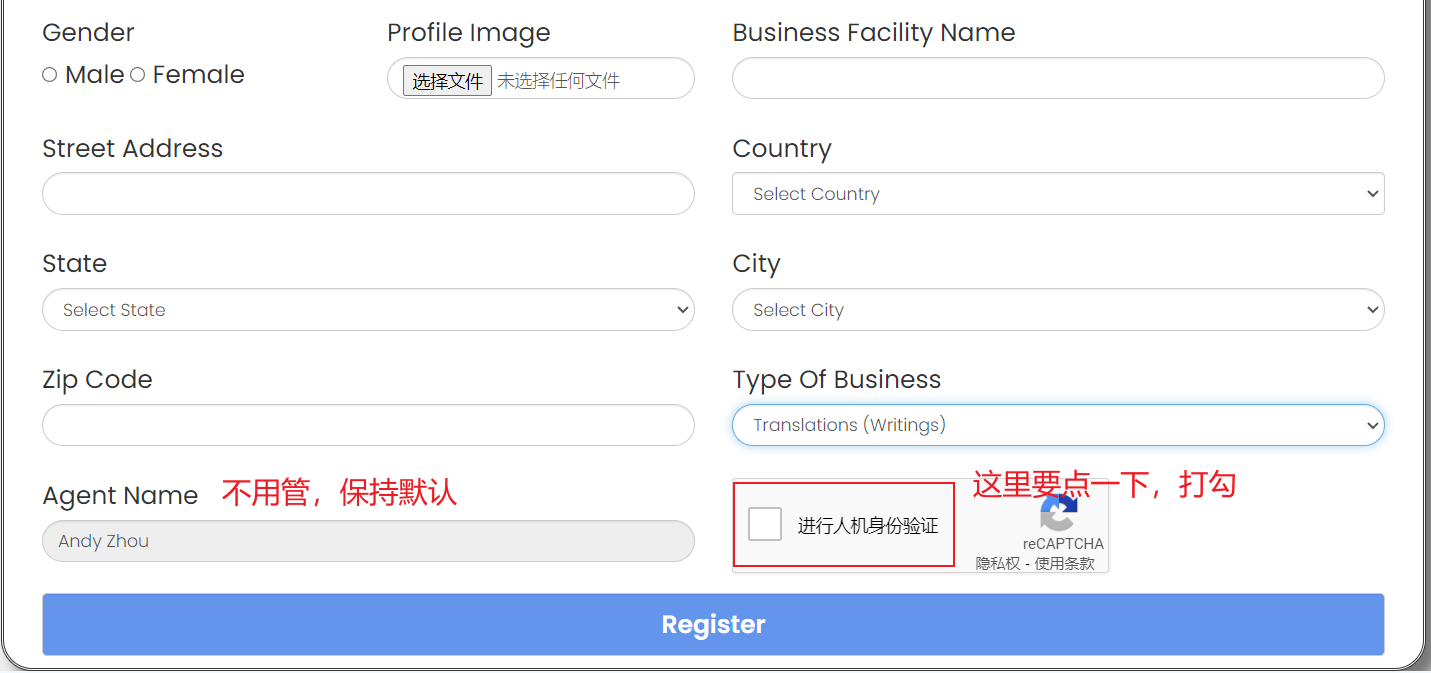 Gender
Profile Image
Business Facility Name
Male
Female
选择文件 未选择任何文件
Street Address
Country
Select Country
State
City
Select State
Select City
Zip Code
Type Of Business
Translations (Writings)
Agent Name
不用管，保持默认
这里要点一下，打勾
Andy Zhou
进行人机身份验证
reCAPTCHA
隐私权 - 使用条款
Register